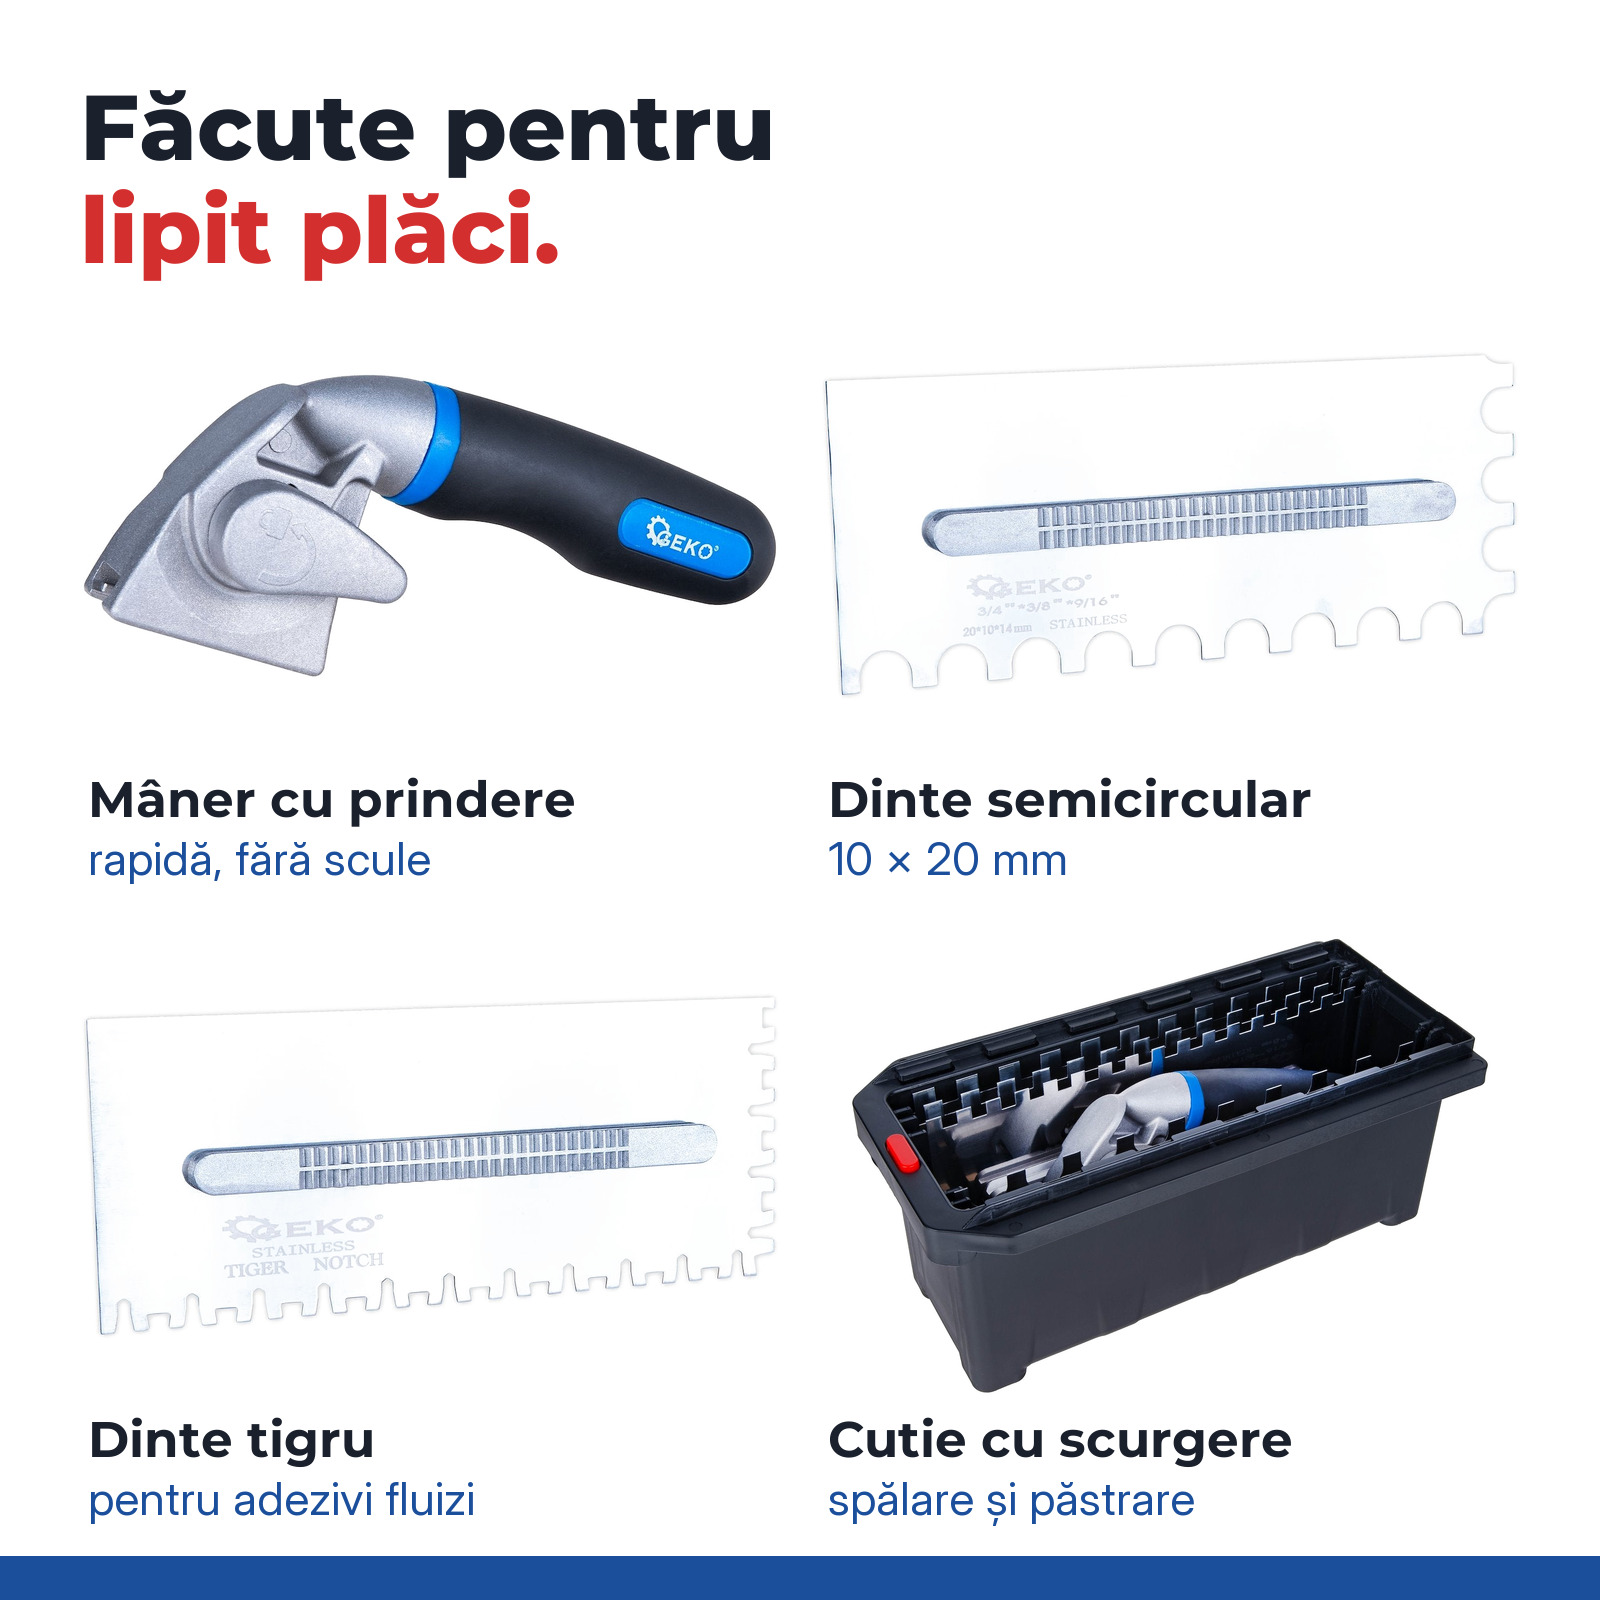 Făcute pentru
lipit plăci.
GEKO®
GEKO®
3/4"*3/8"*9/16"
20*10*14mm STAINLESS
Mâner cu prindere
rapidă, fără scule
Dinte semicircular
10 × 20 mm
GEKO®
STAINLESS
TIGER NOTCH
Dinte tigru
pentru adezivi fluizi
Cutie cu scurgere
spălare și păstrare